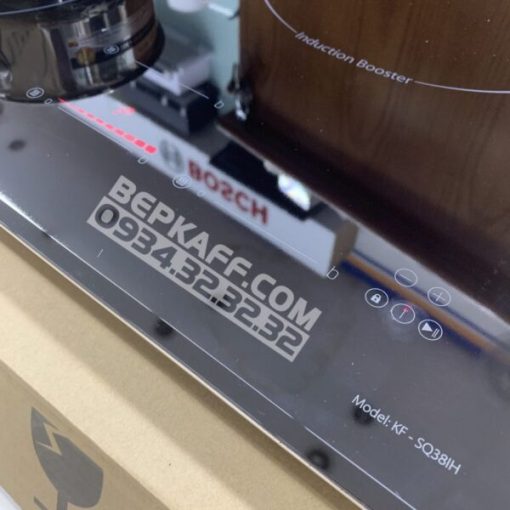 Induction Booster
BOSCH
BEPKAFF.COM
0934.32.32.32
Model: KF - SQ38IH